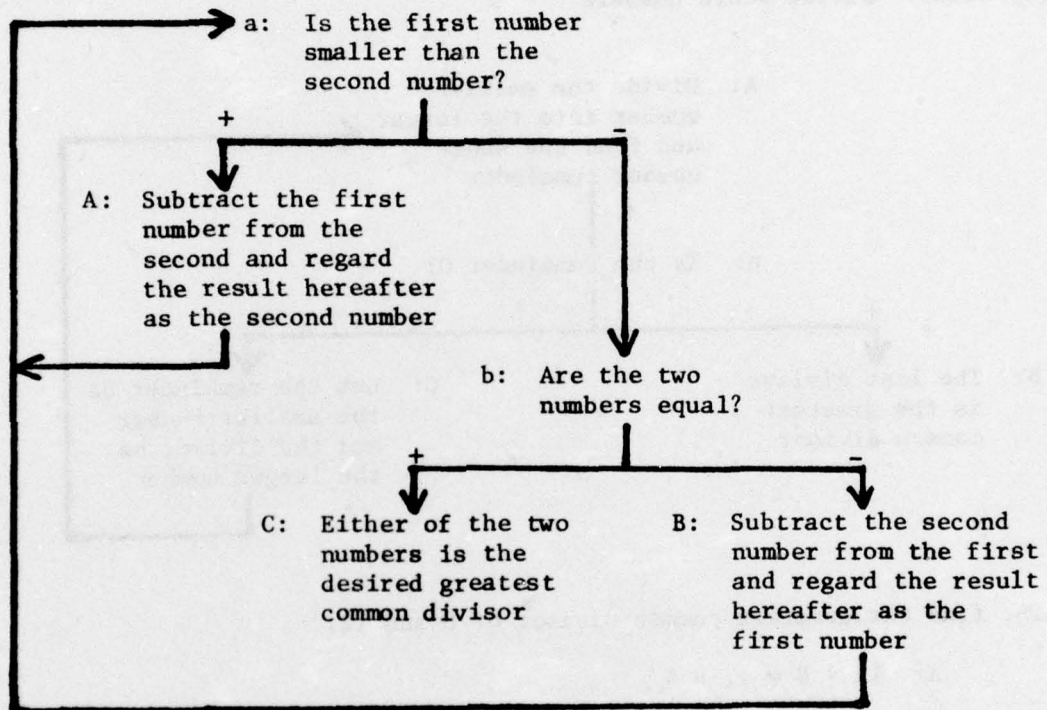 a: Is the first number
smaller than the
second number?
+
-
A: Subtract the first
number from the
second and regard
the result hereafter
as the second number
b: Are the two
numbers equal?
+
-
C: Either of the two
numbers is the
desired greatest
common divisor
B: Subtract the second
number from the first
and regard the result
hereafter as the
first number